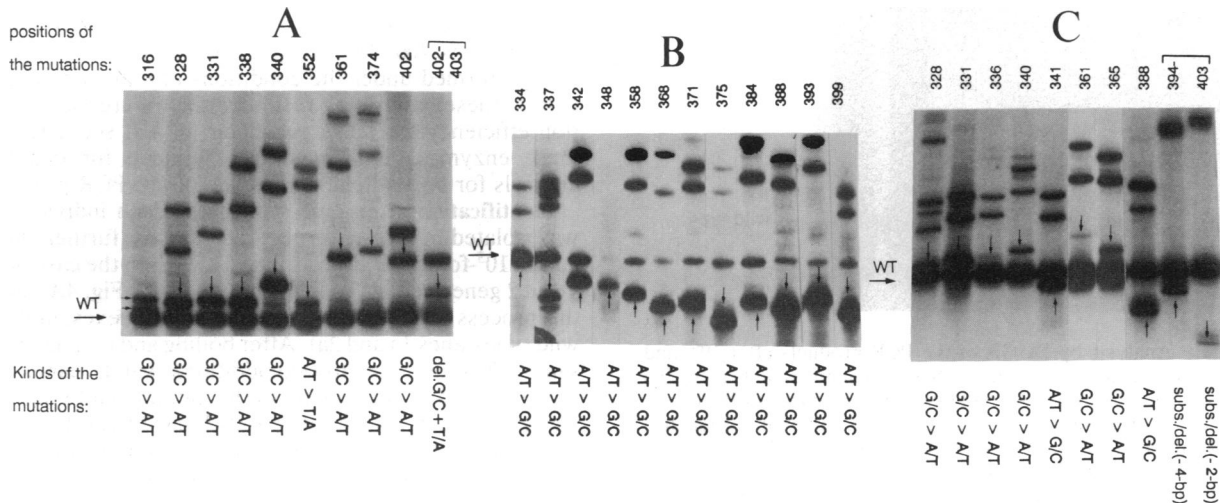 A
B
C
positions of
the mutations:
316 328 331 338 340 352 361 374 402 402-403
334 337 342 348 358 368 371 375 384 388 393 399
328 331 336 340 341 361 365 388 394-403
WT
WT
WT
Kinds of the
mutations:
G/C > A/T
G/C > A/T
G/C > A/T
G/C > A/T
G/C > A/T
A/T > T/A
G/C > A/T
G/C > A/T
G/C > A/T
del.G/C + T/A
A/T > G/C
A/T > G/C
A/T > G/C
A/T > G/C
A/T > G/C
A/T > G/C
A/T > G/C
A/T > G/C
A/T > G/C
A/T > G/C
A/T > G/C
A/T > G/C
G/C > A/T
G/C > A/T
G/C > A/T
G/C > A/T
A/T > G/C
G/C > A/T
G/C > A/T
A/T > G/C
subs./del.(- 4-bp)
subs./del.(- 2-bp)